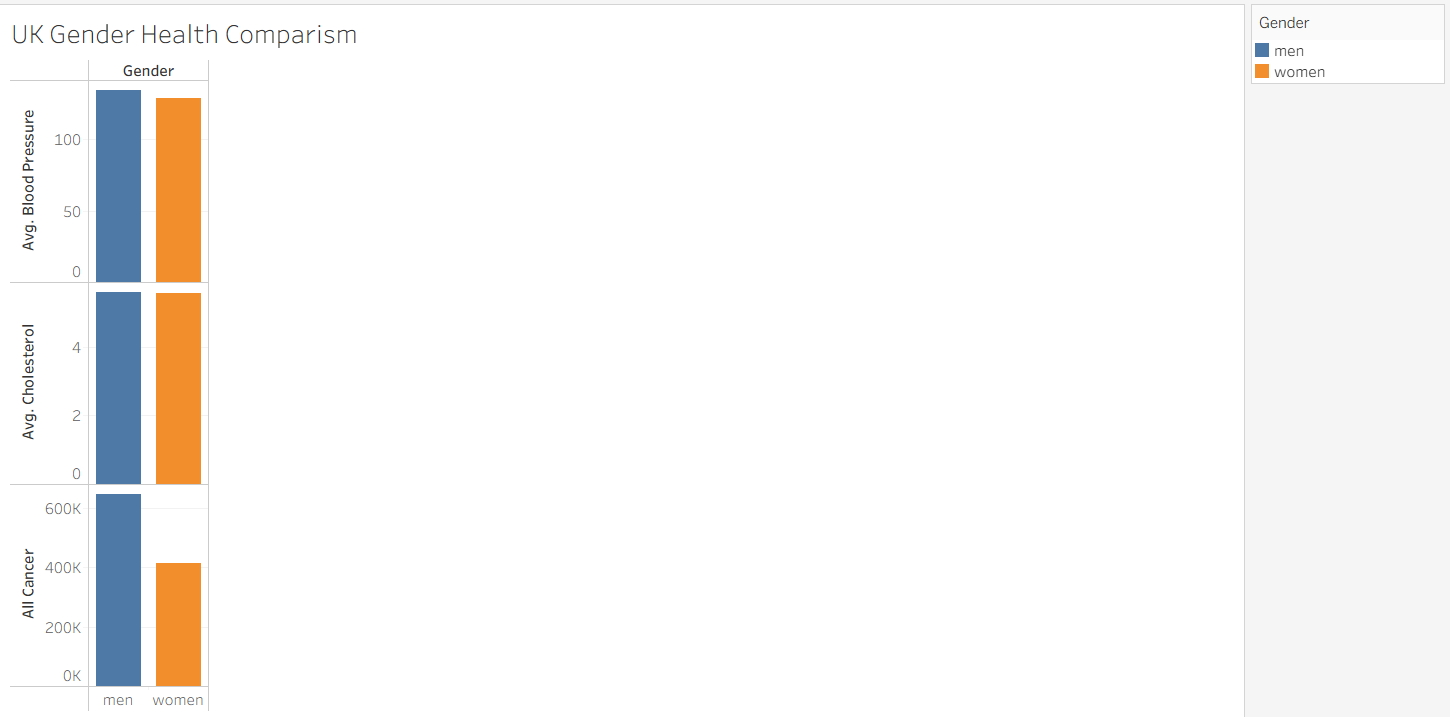 UK Gender Health Comparism
Gender
men
women
Gender
Avg. Blood Pressure
100
50
0
Avg. Cholesterol
4
2
0
All Cancer
600K
400K
200K
0K
men women